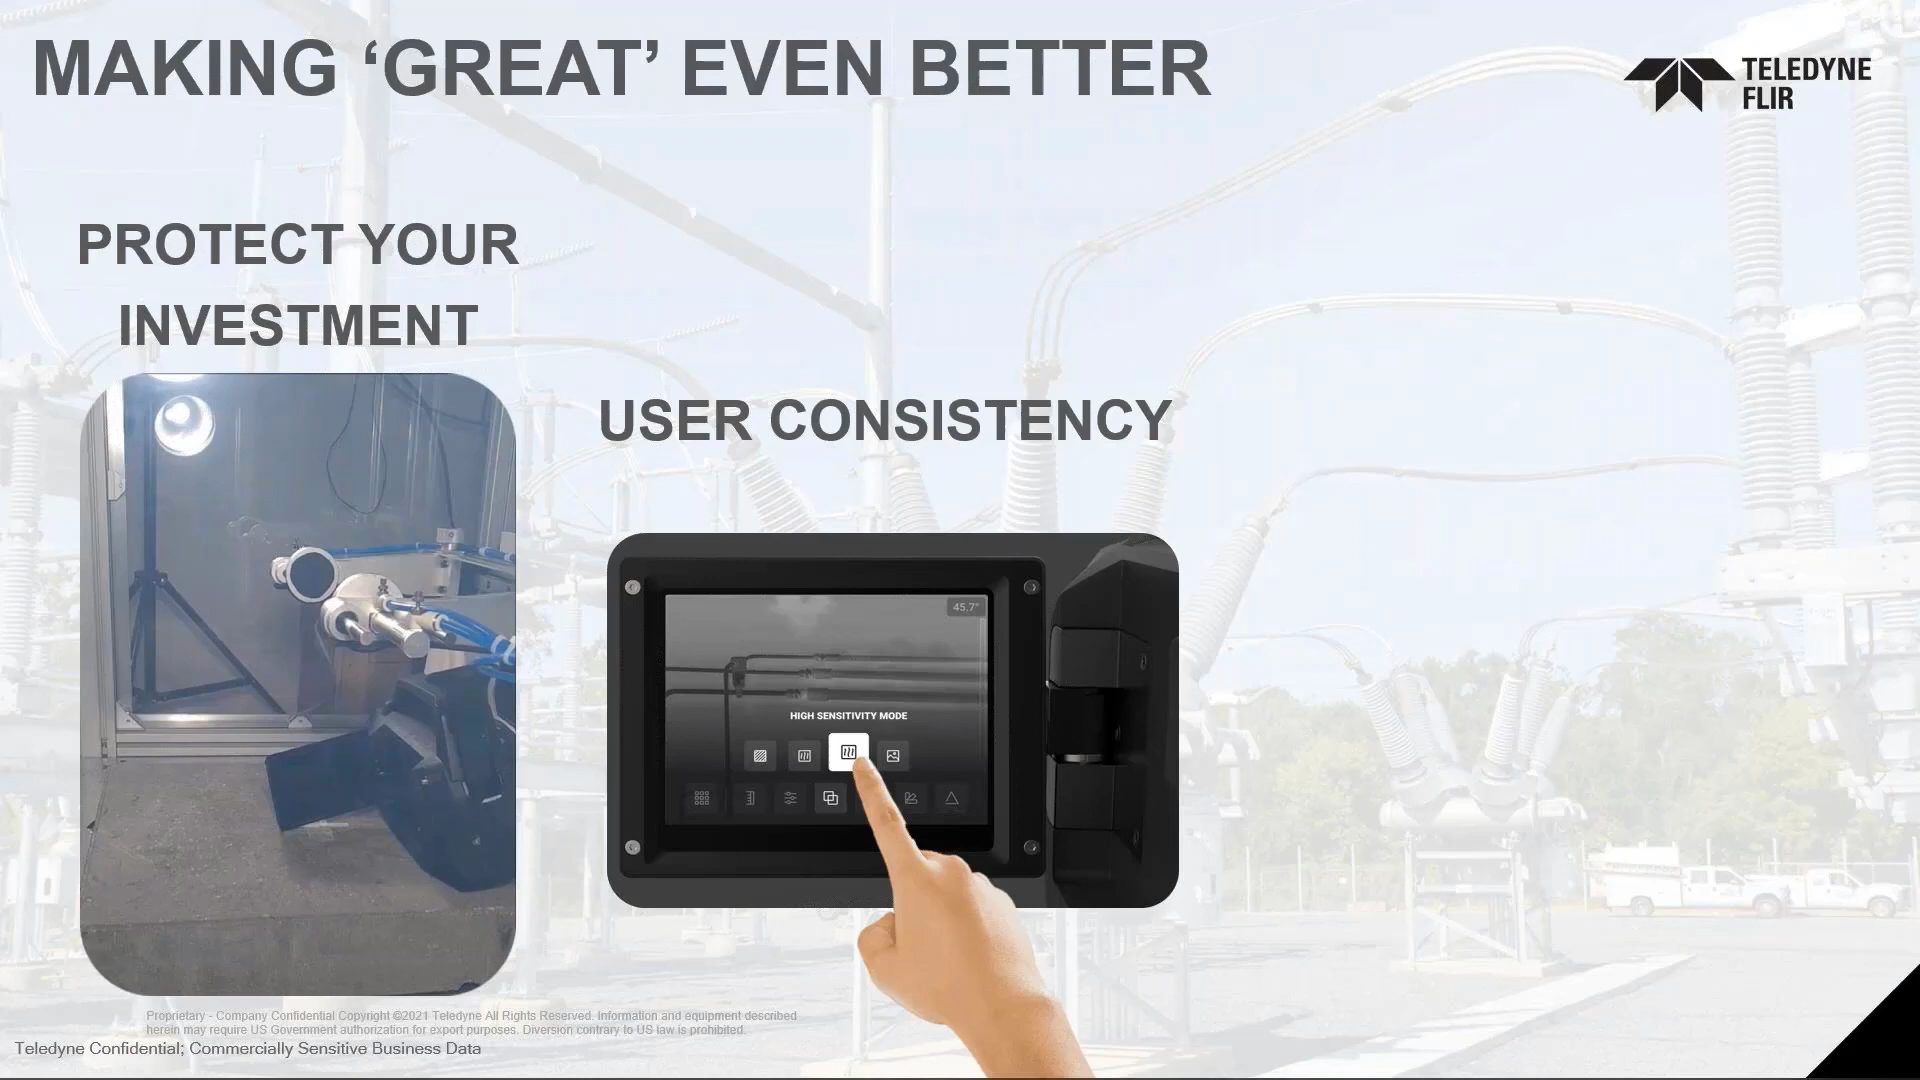 MAKING ‘GREAT’ EVEN BETTER
TELEDYNE
FLIR
PROTECT YOUR
INVESTMENT
USER CONSISTENCY
45.7°
HIGH SENSITIVITY MODE
Proprietary - Company Confidential Copyright ©2021 Teledyne All Rights Reserved. Information and equipment described
herein may require US Government authorization for export purposes. Diversion contrary to US law is prohibited.
Teledyne Confidential; Commercially Sensitive Business Data